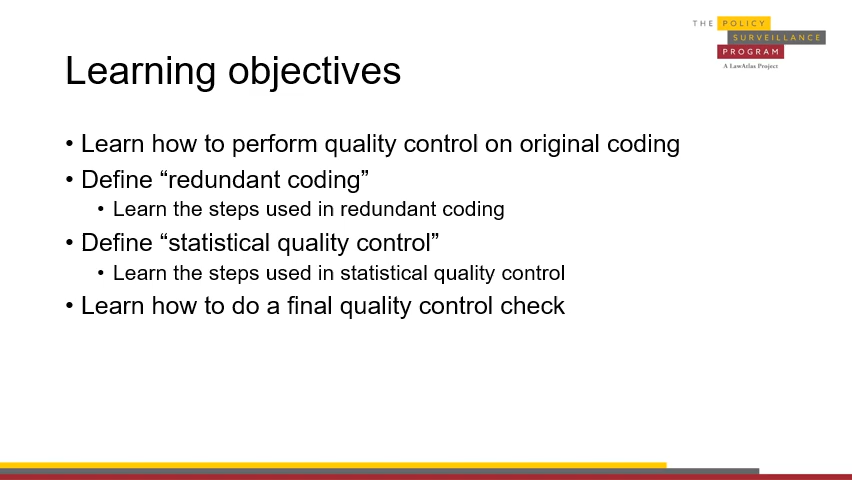 THE POLICY
SURVEILLANCE
PROGRAM
A LawAtlas Project
Learning objectives
• Learn how to perform quality control on original coding
• Define “redundant coding”
• Learn the steps used in redundant coding
• Define “statistical quality control”
• Learn the steps used in statistical quality control
• Learn how to do a final quality control check